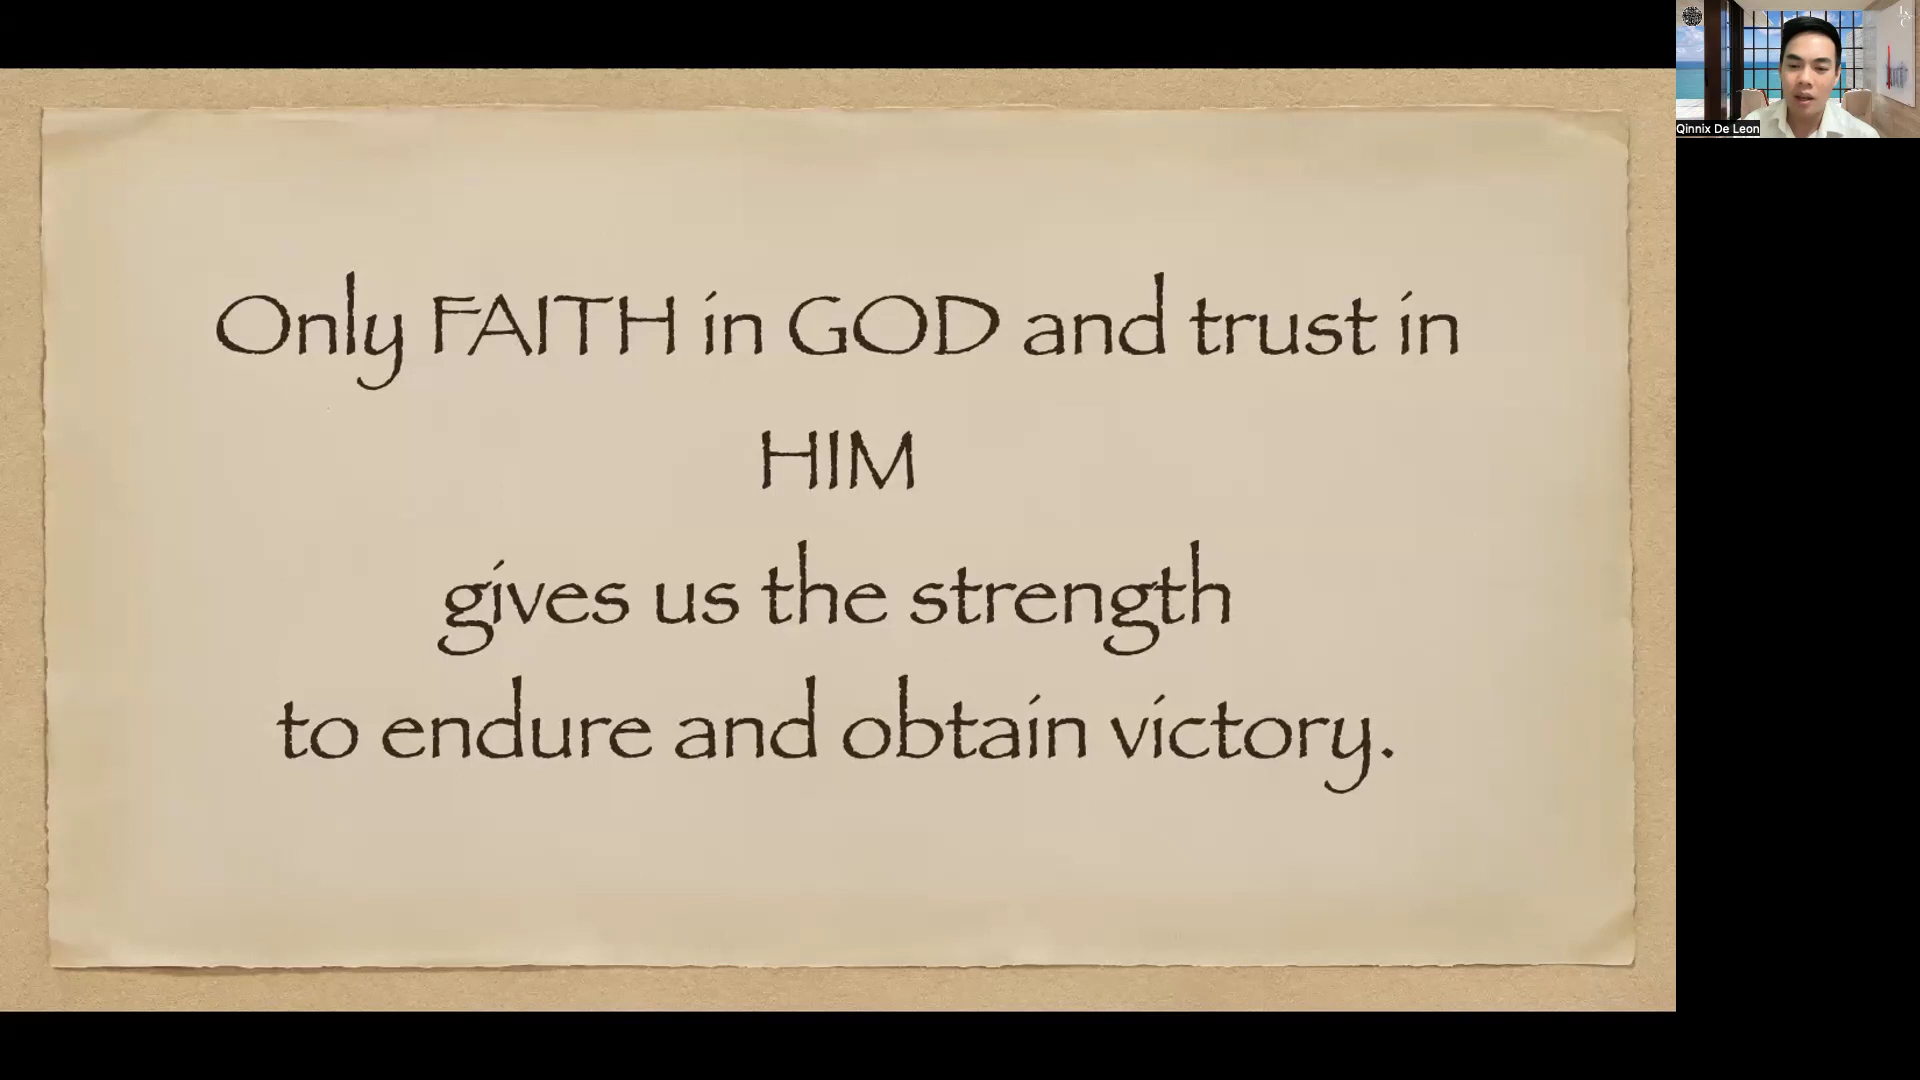 Only FAITH in GOD and trust in
HIM
gives us the strength
to endure and obtain victory.
Qinnix De Leon